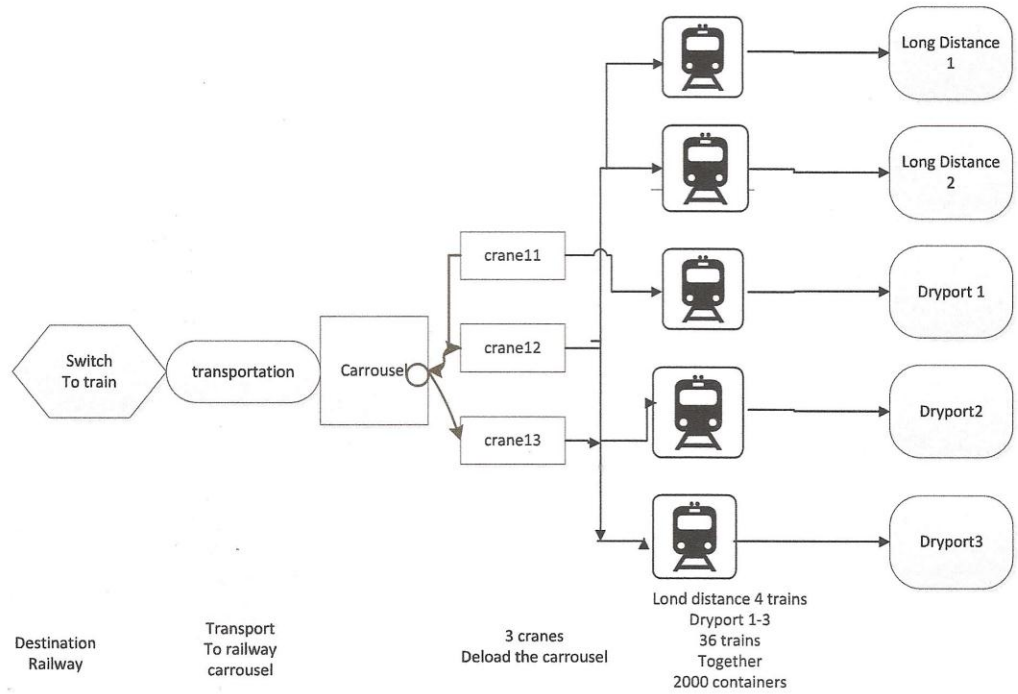 Long Distance
1
Long Distance
2
crane11
Dryport 1
Switch
To train
transportation
Carrousel
crane12
crane13
Dryport2
Dryport3
Lond distance 4 trains
Dryport 1-3
36 trains
Together
2000 containers
Destination
Railway
Transport
To railway
carrousel
3 cranes
Deload the carrousel